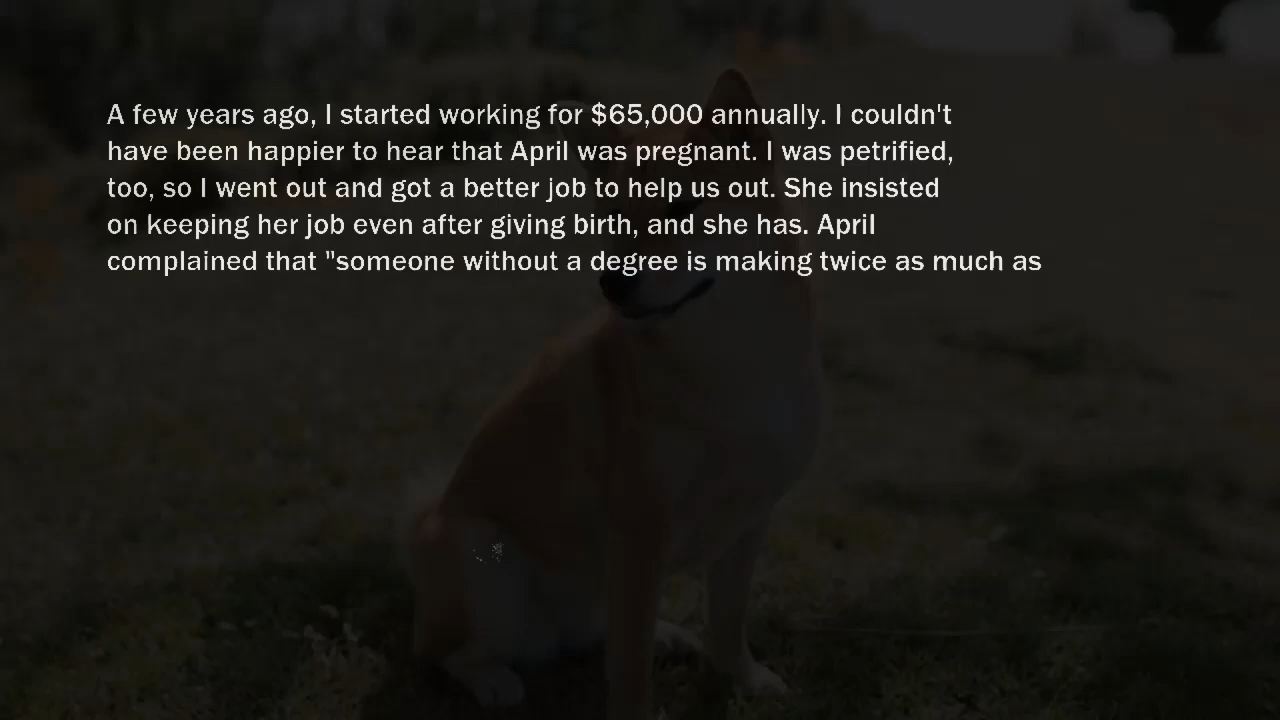 A few years ago, I started working for $65,000 annually. I couldn't
have been happier to hear that April was pregnant. I was petrified,
too, so I went out and got a better job to help us out. She insisted
on keeping her job even after giving birth, and she has. April
complained that "someone without a degree is making twice as much as